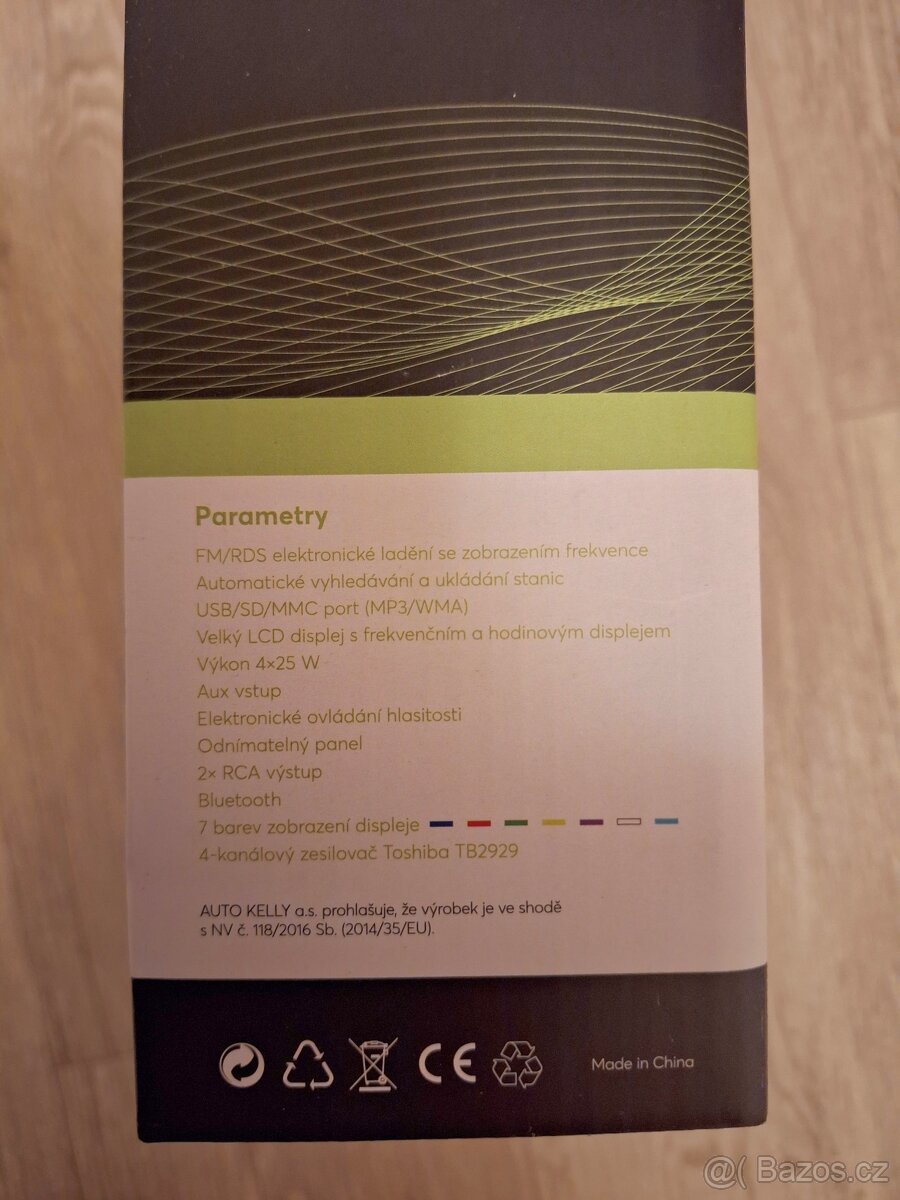 Parametry
FM/RDS elektronické ladění se zobrazením frekvence
Automatické vyhledávání a ukládání stanic
USB/SD/MMC port (MP3/WMA)
Velký LCD displej s frekvenčním a hodinovým displejem
Výkon 4×25 W
Aux vstup
Elektronické ovládání hlasitosti
Odnímatelný panel
2× RCA výstup
Bluetooth
7 barev zobrazení displeje
4-kanálový zesilovač Toshiba TB2929
AUTO KELLY a.s. prohlašuje, že výrobek je ve shodě
s NV č. 118/2016 Sb. (2014/35/EU).
CE
Made in China
@( Bazos.cz